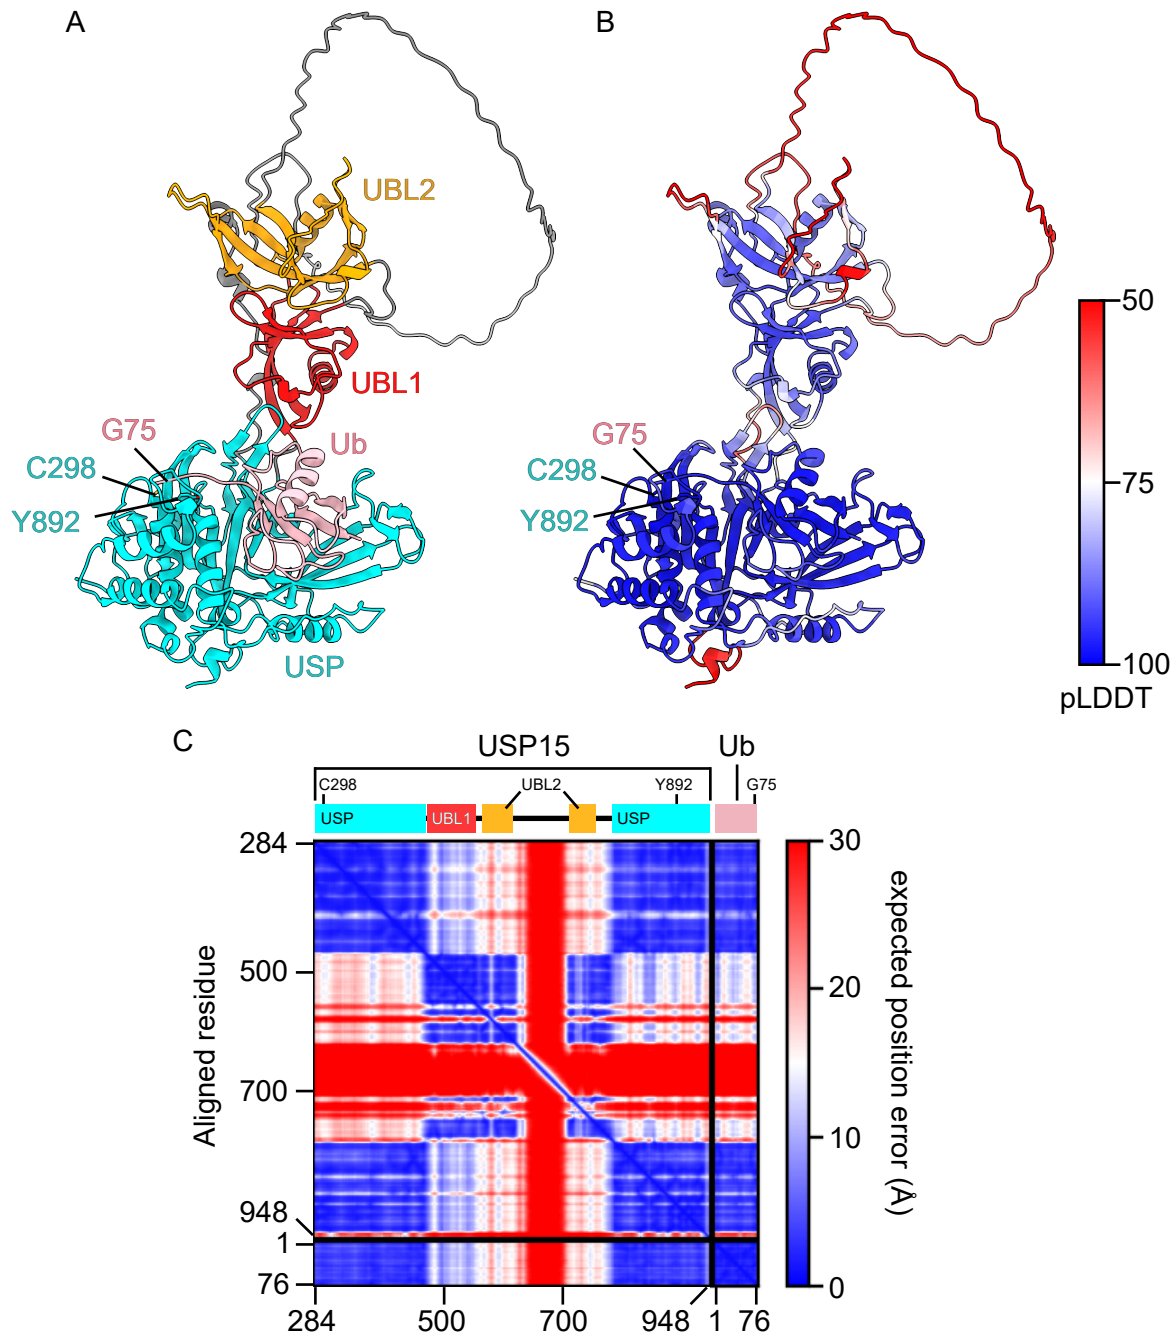 A
B
UBL2
UBL1
G75
Ub
C298
Y892
USP
G75
C298
Y892
50
75
100
pLDDT
C
USP15
Ub
C298
UBL2
Y892
G75
USP
UBL1
USP
284
500
700
948
1
76
Aligned residue
284
500
700
948
1
76
30
20
10
0
expected position error (Å)